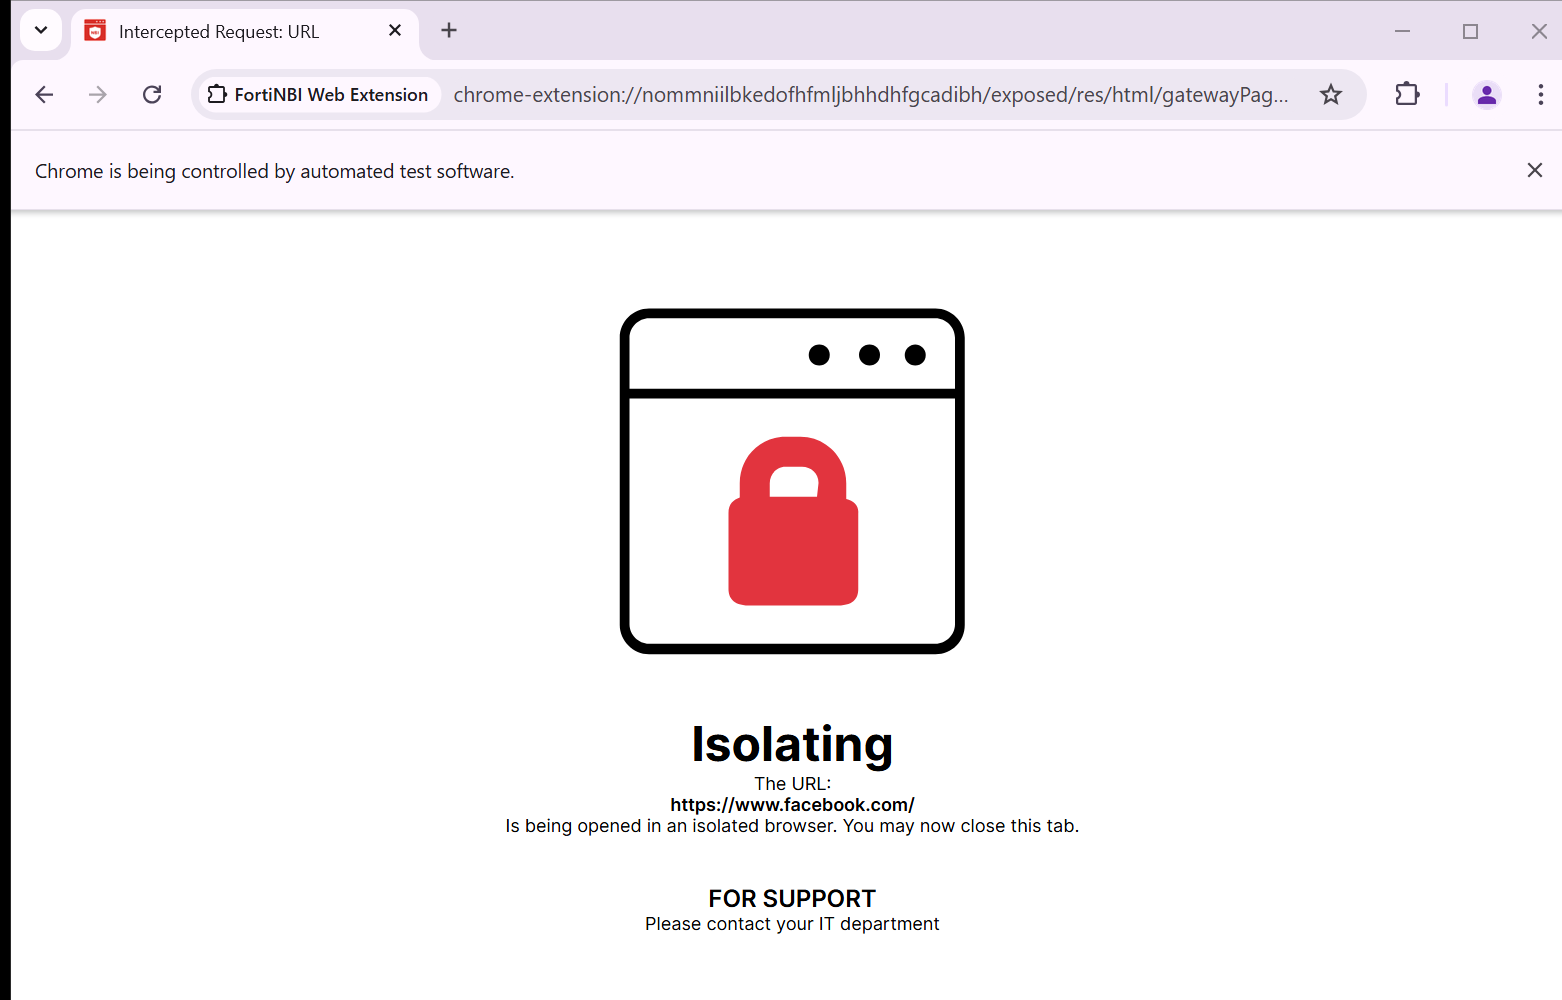 Intercepted Request: URL
FortiNBI Web Extension
chrome-extension://nommniilbkedofhfmljbhhdhfgcadibh/exposed/res/html/gatewayPag...
Chrome is being controlled by automated test software.
Isolating
The URL:
https://www.facebook.com/
Is being opened in an isolated browser. You may now close this tab.
FOR SUPPORT
Please contact your IT department